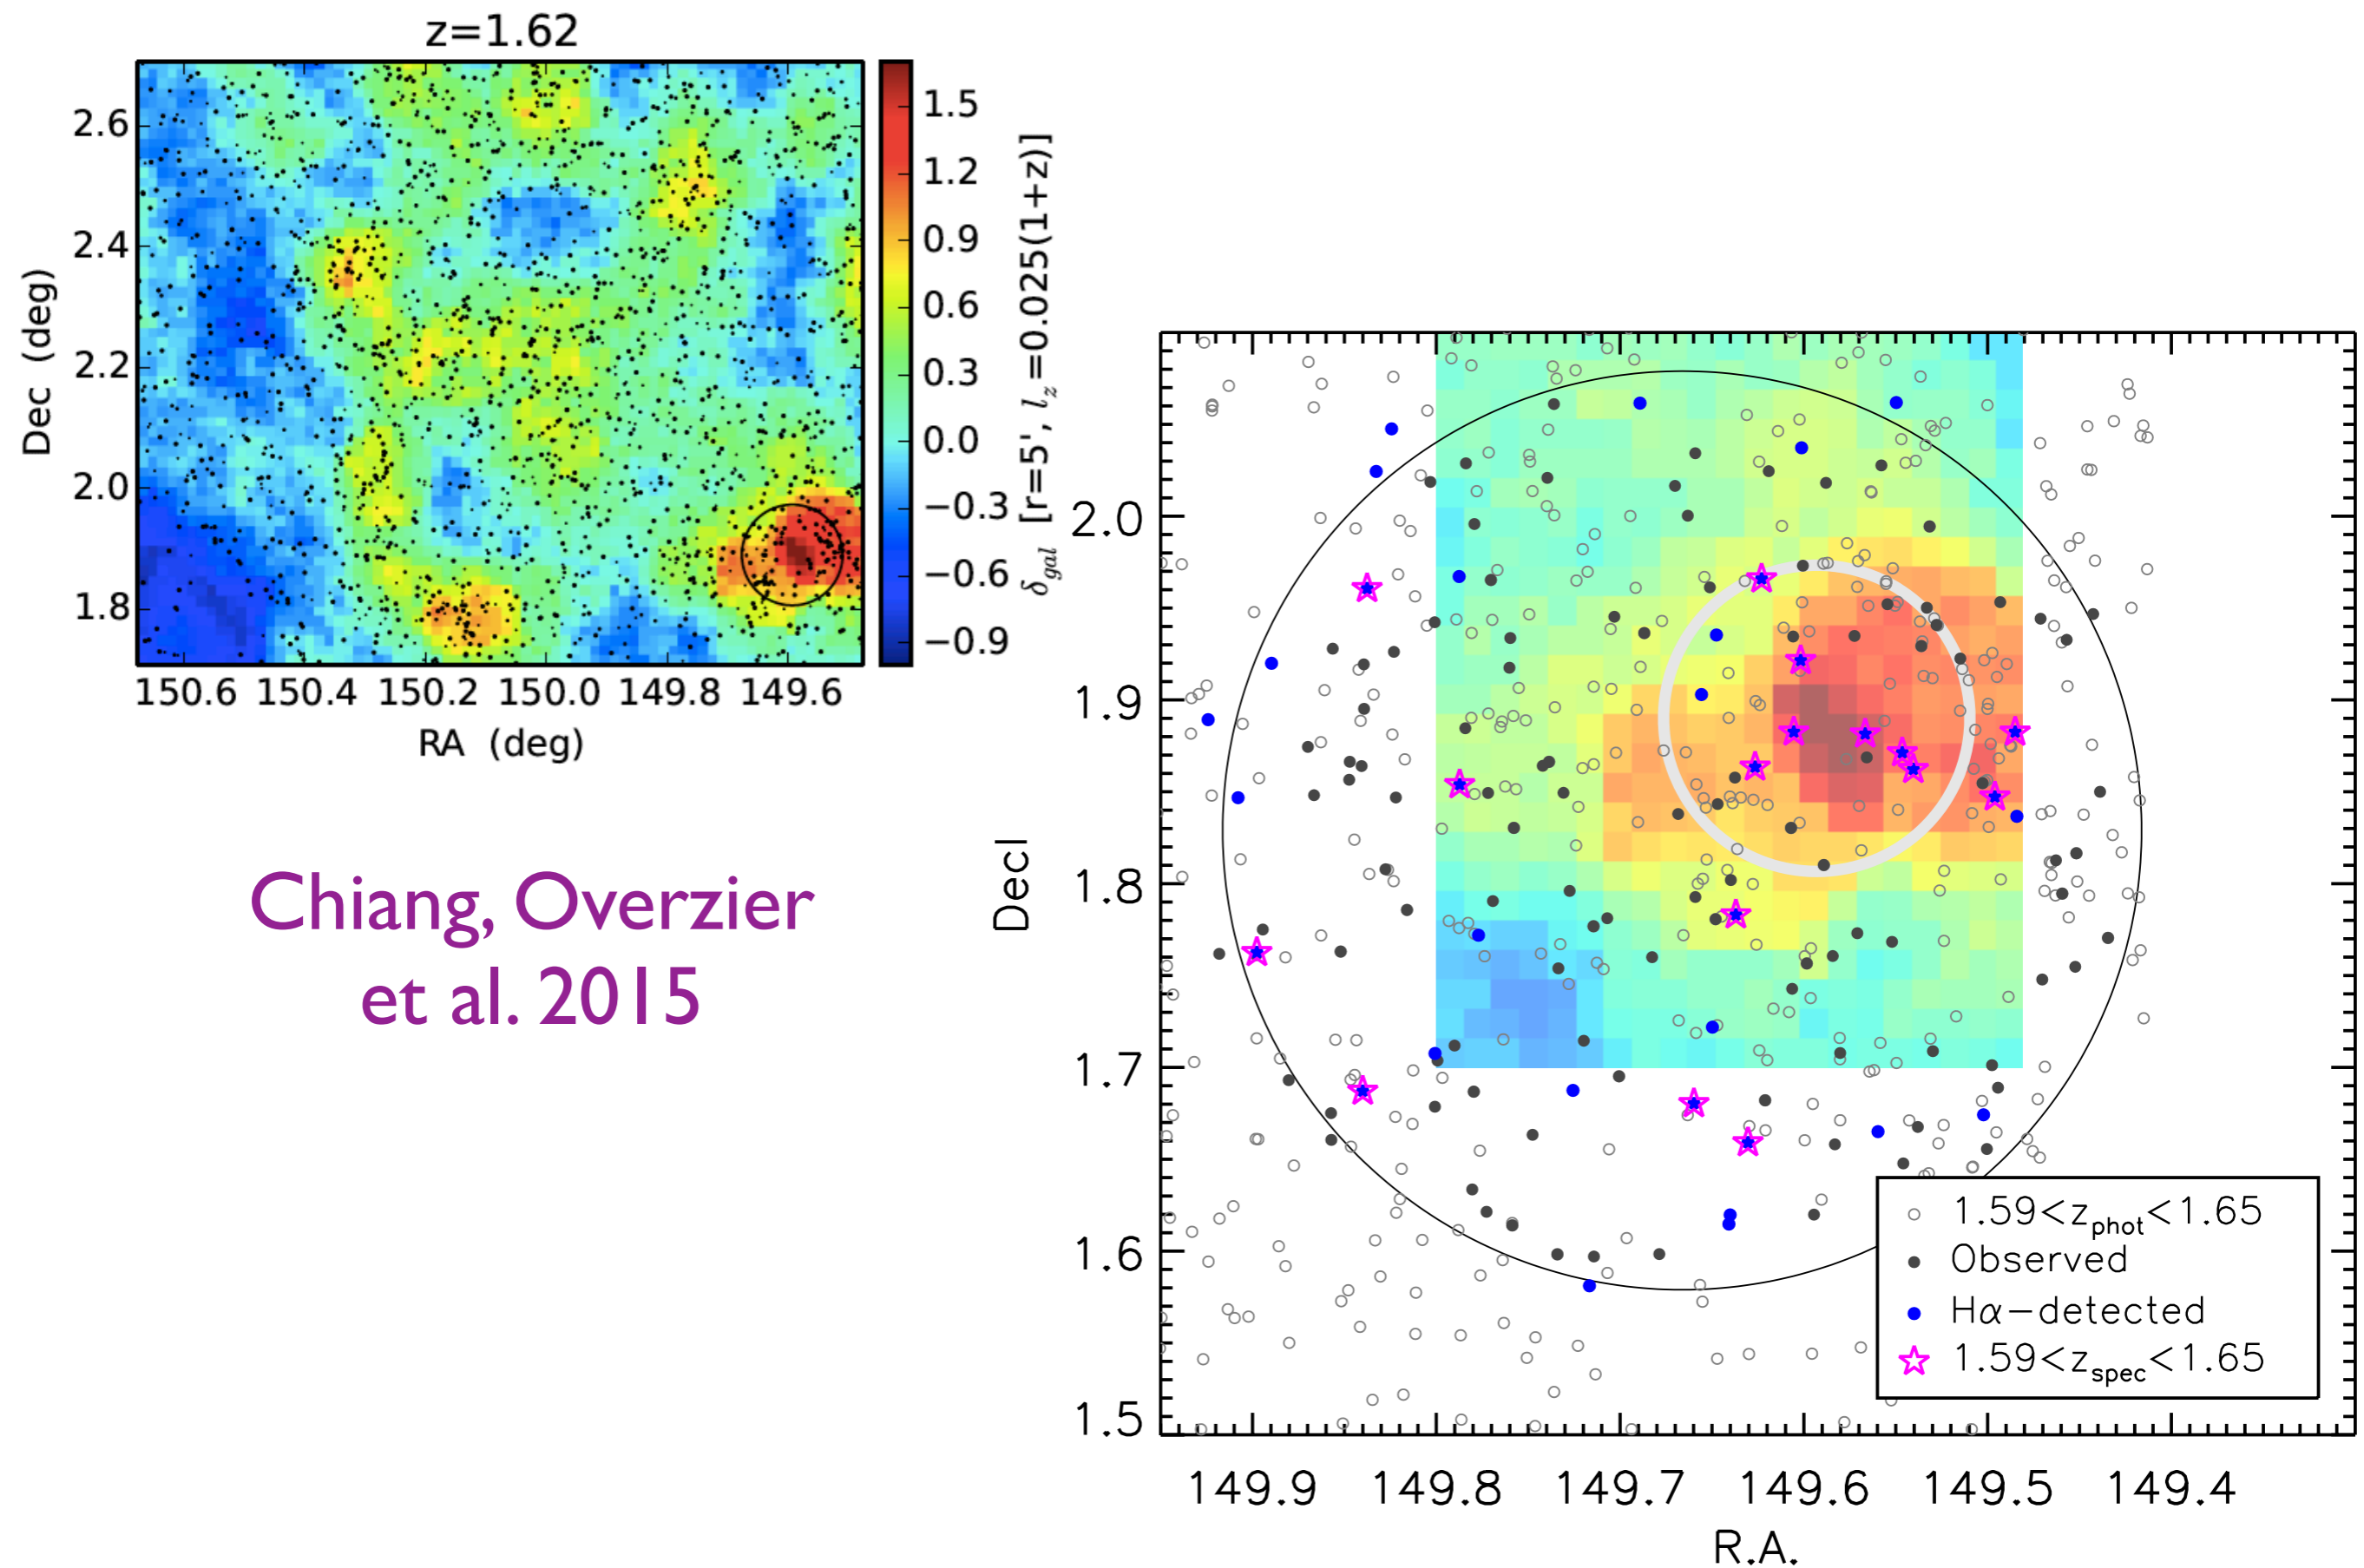 z=1.62
2.6
2.4
2.2
2.0
1.8
Dec (deg)
150.6 150.4 150.2 150.0 149.8 149.6
RA (deg)
1.5
1.2
0.9
0.6
0.3
0.0
−0.3
−0.6
−0.9
δgal [r=5', lz=0.025(1+z)]
Chiang, Overzier
et al. 2015
2.0
1.9
1.8
1.7
1.6
1.5
Decl
149.9 149.8 149.7 149.6 149.5 149.4
R.A.
1.59<zphot<1.65
Observed
Hα−detected
1.59<zspec<1.65